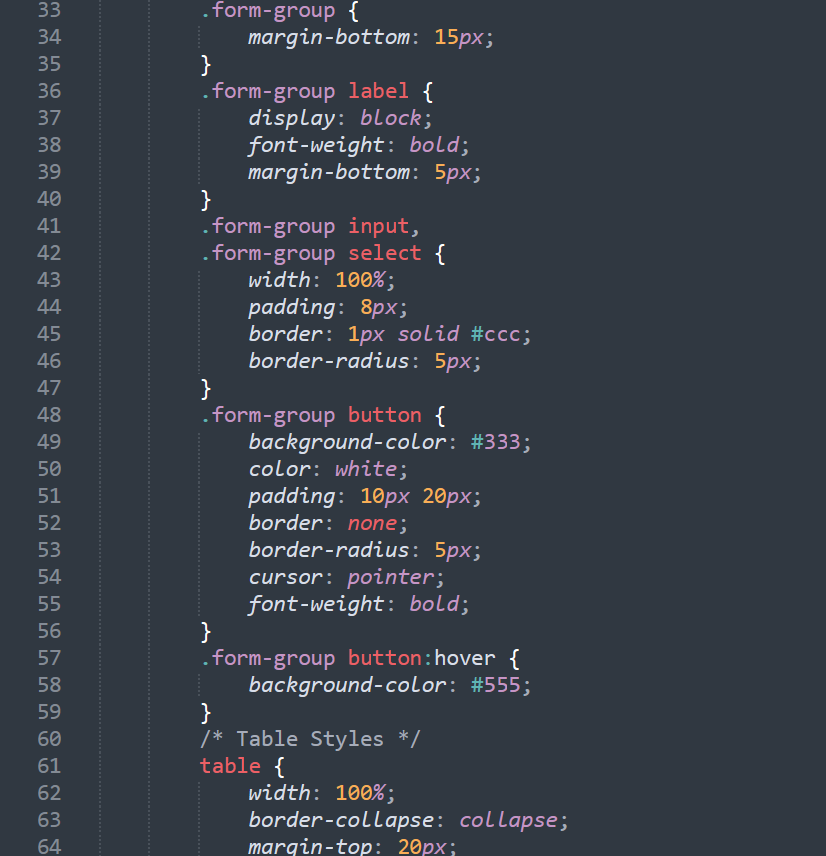 33 .form-group {
34 margin-bottom: 15px;
35 }
36 .form-group label {
37 display: block;
38 font-weight: bold;
39 margin-bottom: 5px;
40 }
41 .form-group input,
42 .form-group select {
43 width: 100%;
44 padding: 8px;
45 border: 1px solid #ccc;
46 border-radius: 5px;
47 }
48 .form-group button {
49 background-color: #333;
50 color: white;
51 padding: 10px 20px;
52 border: none;
53 border-radius: 5px;
54 cursor: pointer;
55 font-weight: bold;
56 }
57 .form-group button:hover {
58 background-color: #555;
59 }
60 /* Table Styles */
61 table {
62 width: 100%;
63 border-collapse: collapse;
64 margin-top: 20px;